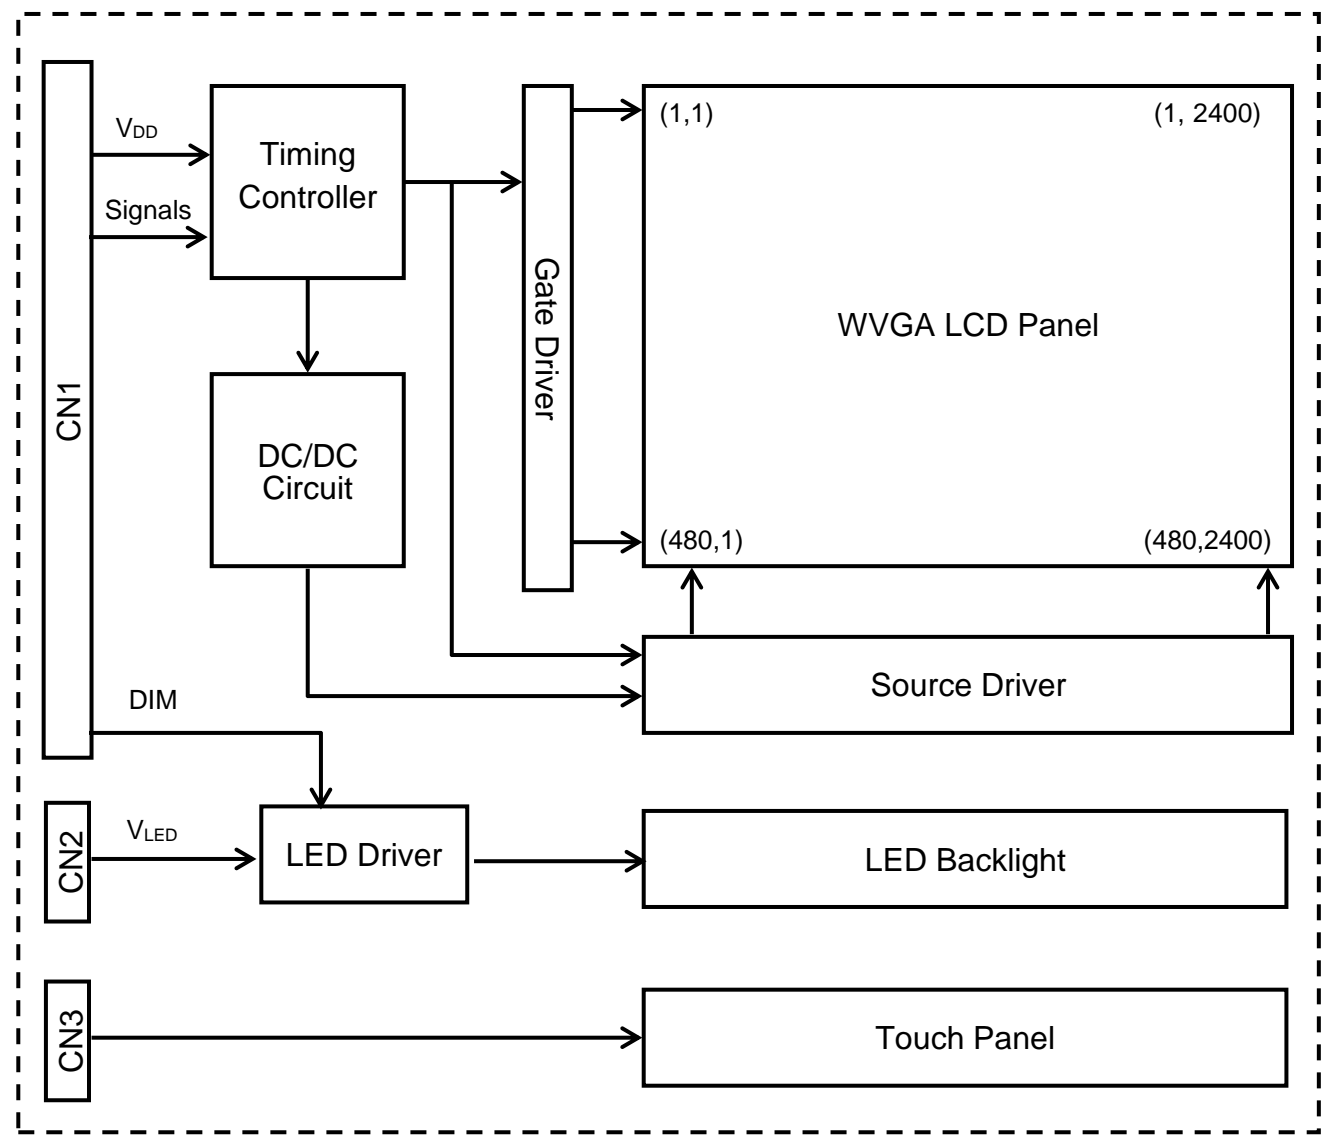 CN1
VDD
Signals
Timing
Controller
Gate Driver
(1,1)
(1, 2400)
WVGA LCD Panel
(480,1)
(480,2400)
DC/DC
Circuit
Source Driver
DIM
CN2
VLED
LED Driver
LED Backlight
CN3
Touch Panel